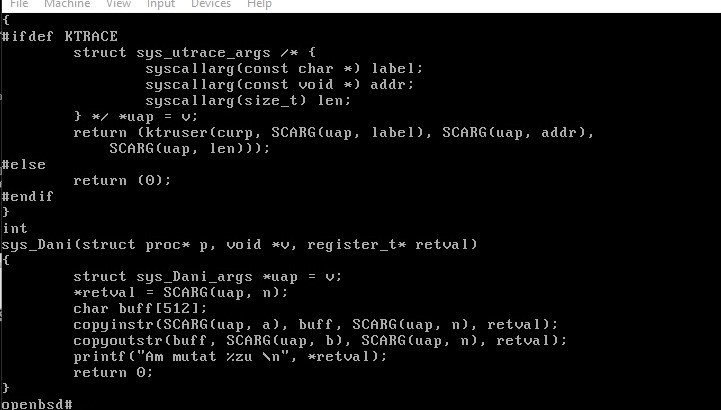 File Machine View Input Devices Help
{
#ifdef KTRACE
        struct sys_utrace_args /* {
                syscallarg(const char *) label;
                syscallarg(const void *) addr;
                syscallarg(size_t) len;
        } */ *uap = v;
        return (ktruser(curp, SCARG(uap, label), SCARG(uap, addr),
            SCARG(uap, len)));
#else
        return (0);
#endif
}
int
sys_Dani(struct proc* p, void *v, register_t* retval)
{
        struct sys_Dani_args *uap = v;
        *retval = SCARG(uap, n);
        char buff[512];
        copyinstr(SCARG(uap, a), buff, SCARG(uap, n), retval);
        copyoutstr(buff, SCARG(uap, b), SCARG(uap, n), retval);
        printf("Am mutat %zu \n", *retval);
        return 0;
}
openbsd#